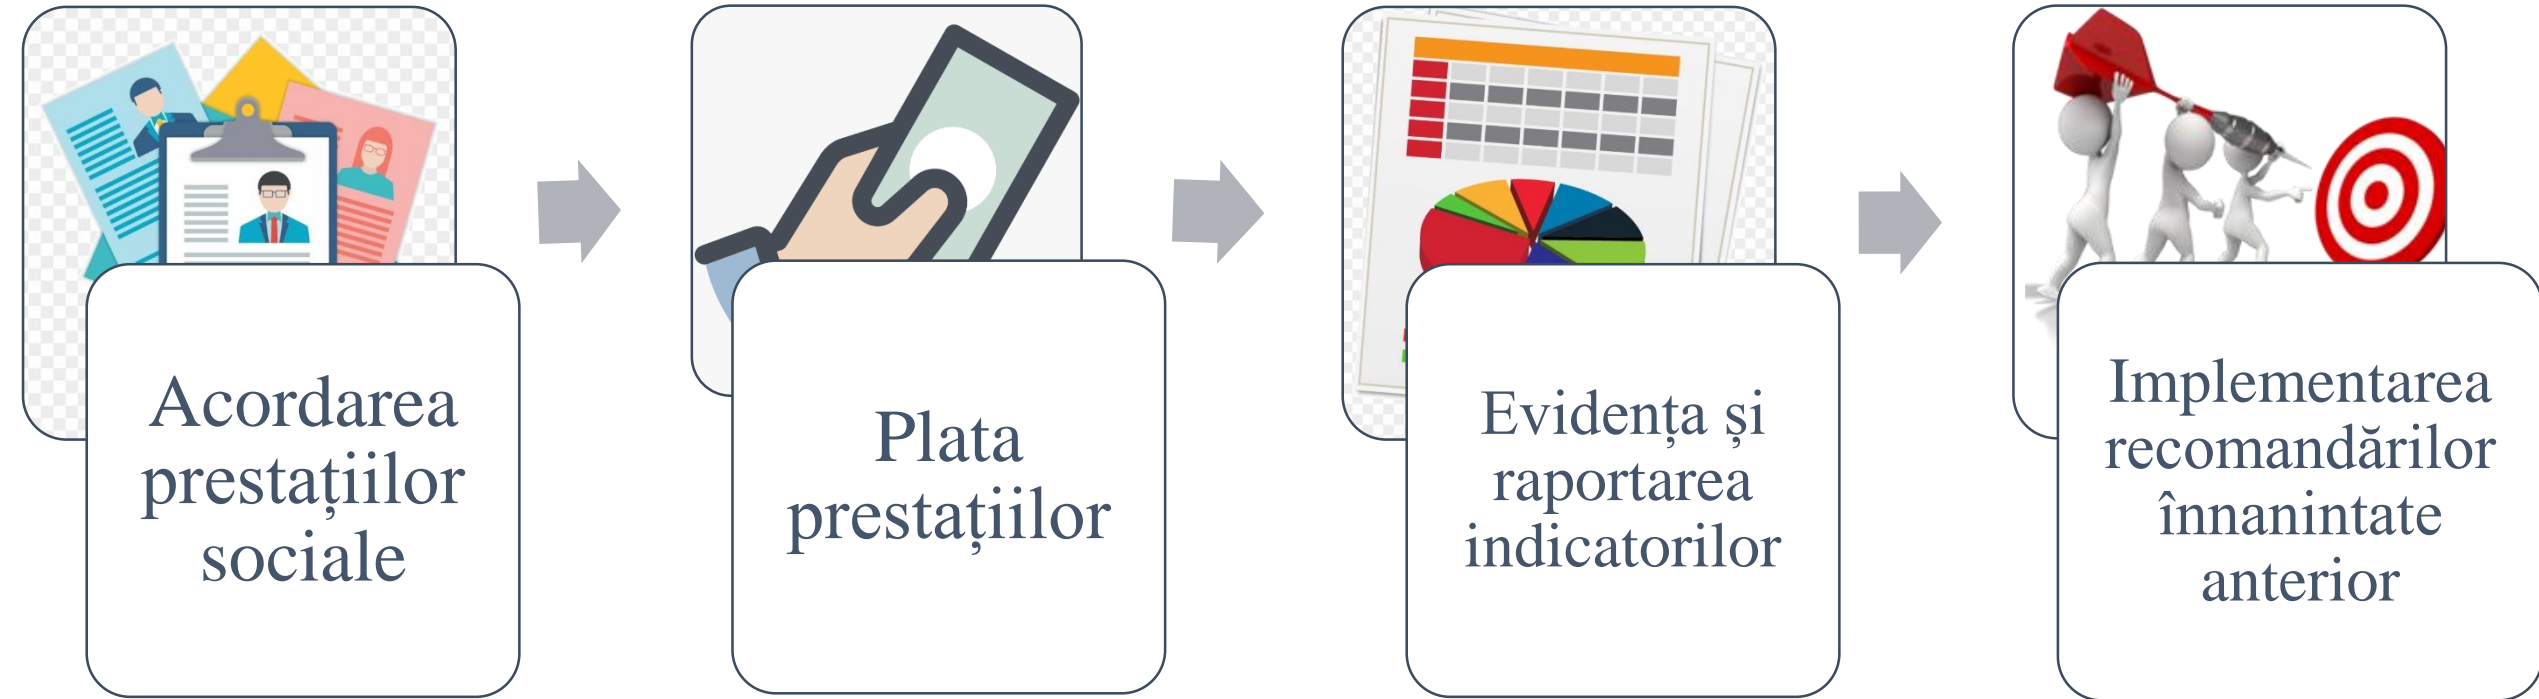 Acordarea
prestațiilor
sociale
Plata
prestațiilor
Evidența și
raportarea
indicatorilor
Implementarea
recomandărilor
înnanintate
anterior